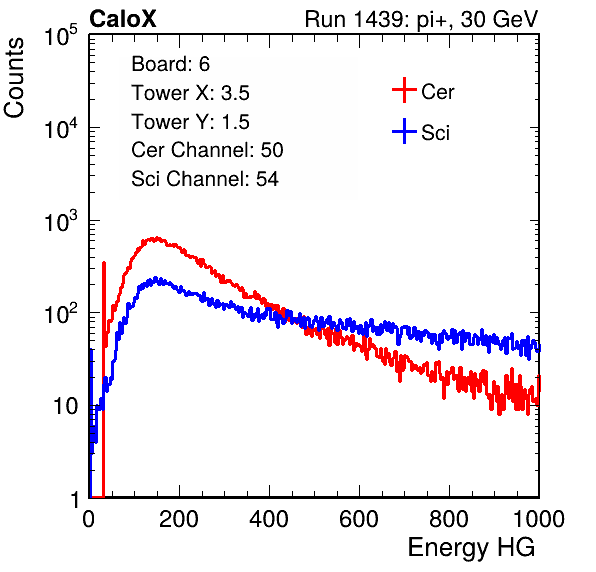 CaloX Run 1439: pi+, 30 GeV
Board: 6
Tower X: 3.5
Tower Y: 1.5
Cer Channel: 50
Sci Channel: 54
Cer
Sci
Counts
10^5
10^4
10^3
10^2
10
1
0 200 400 600 800 1000
Energy HG